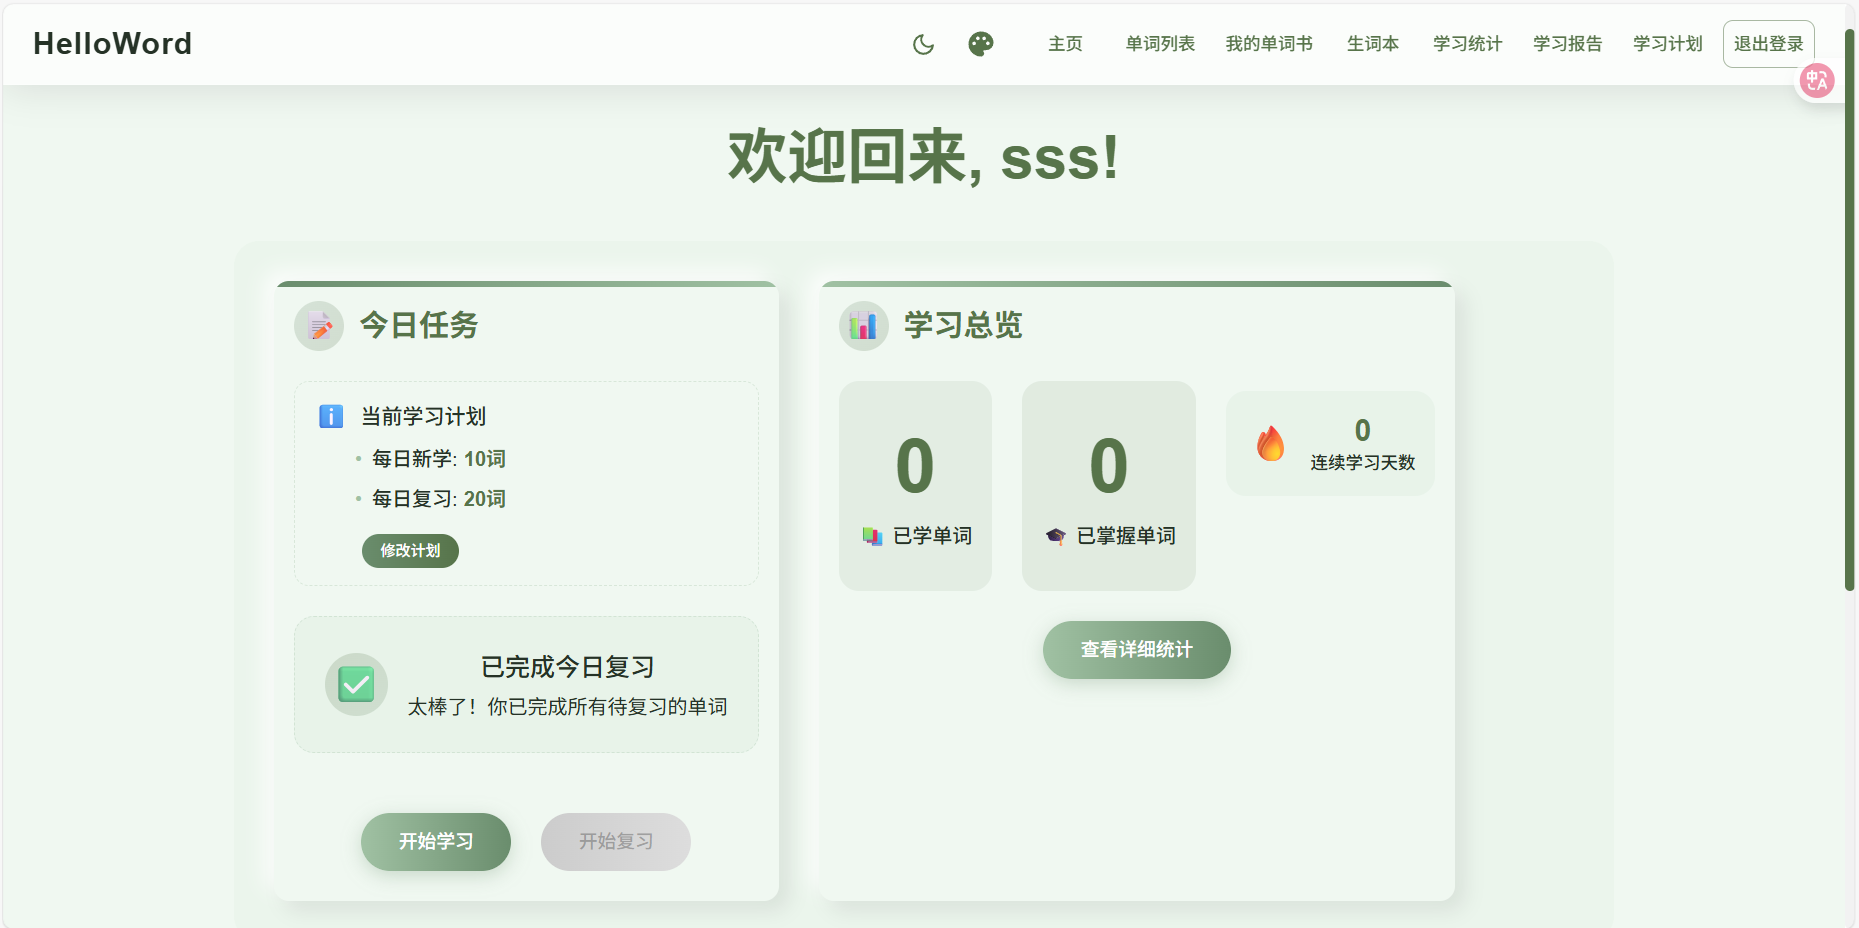 HelloWord
主页
单词列表
我的单词书
生词本
学习统计
学习报告
学习计划
退出登录
欢迎回来, sss!
今日任务
当前学习计划
每日新学: 10词
每日复习: 20词
修改计划
已完成今日复习
太棒了！你已完成所有待复习的单词
开始学习
开始复习
学习总览
0
已学单词
0
已掌握单词
0
连续学习天数
查看详细统计